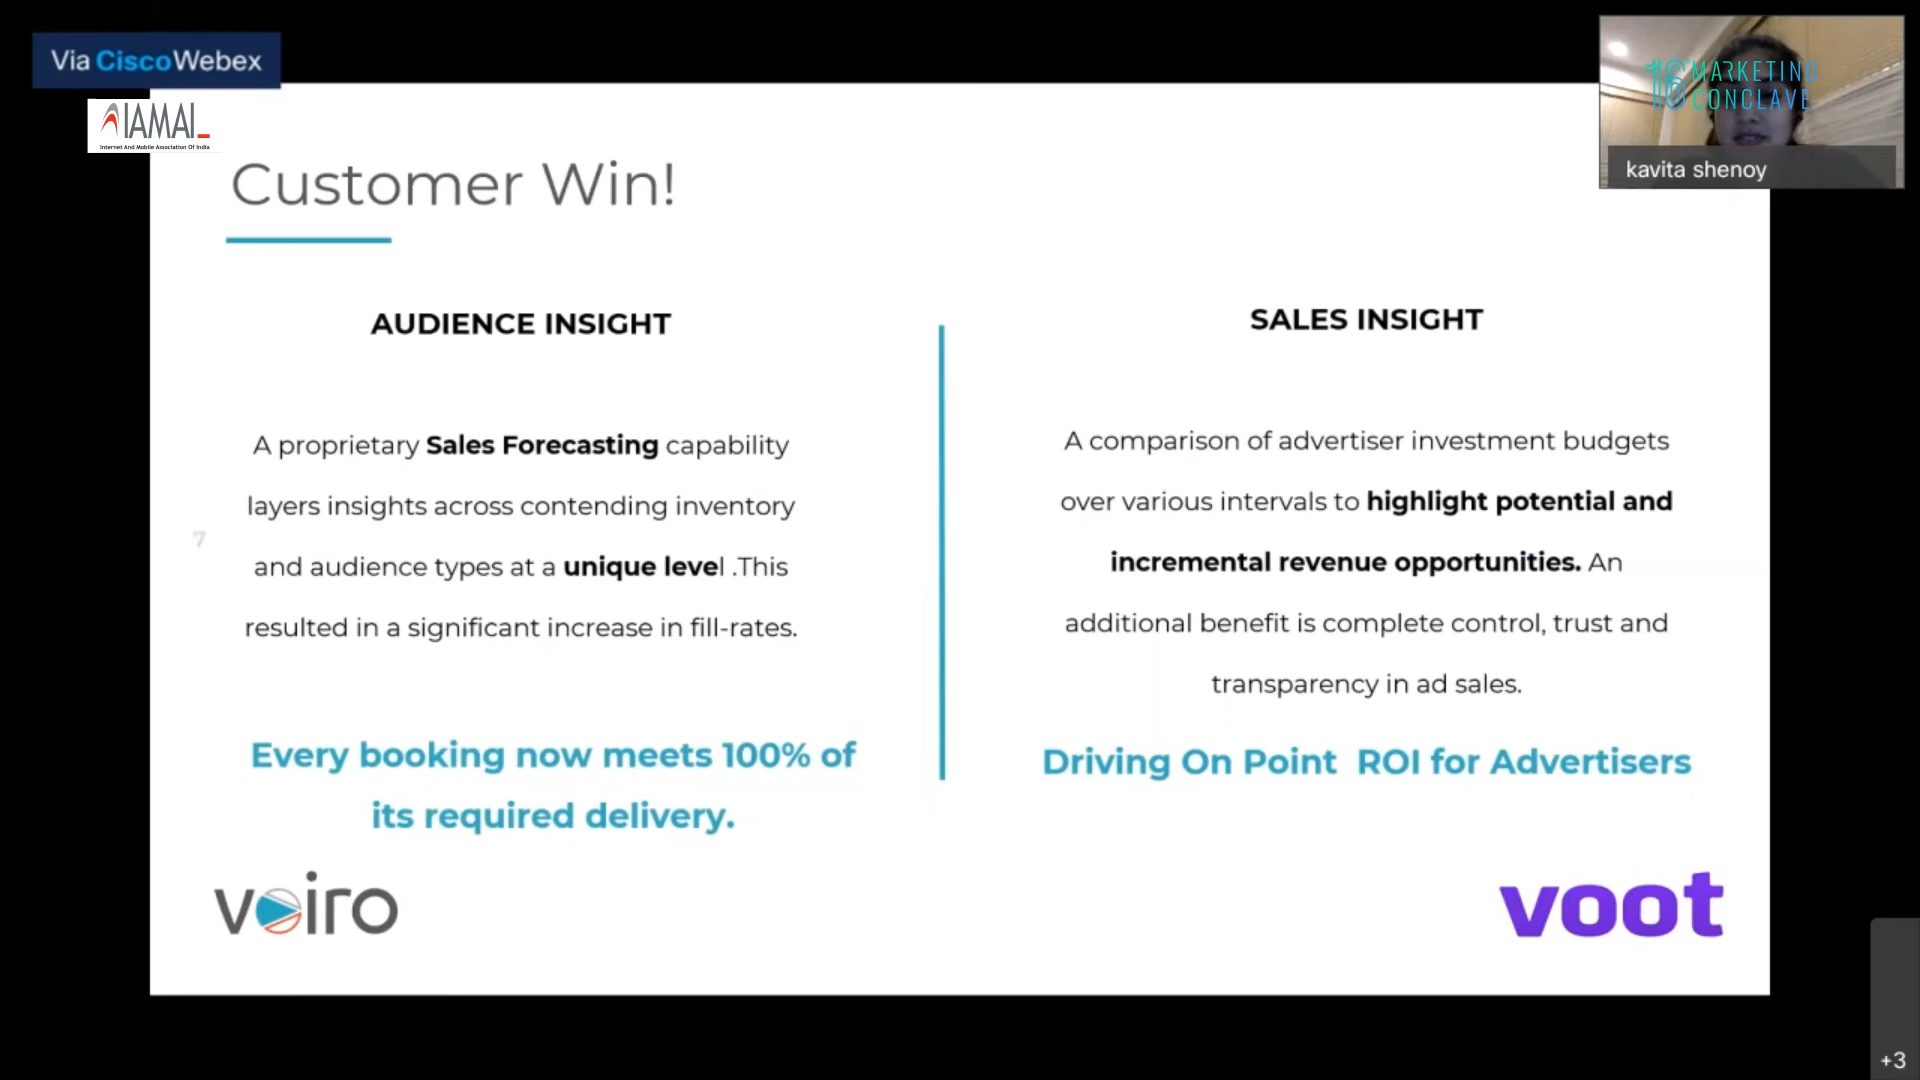 Via CiscoWebex
IAMAI
Internet And Mobile Association Of India
16 MARKETING
CONCLAVE
kavita shenoy
Customer Win!
AUDIENCE INSIGHT
A proprietary Sales Forecasting capability
layers insights across contending inventory
and audience types at a unique level .This
resulted in a significant increase in fill-rates.
Every booking now meets 100% of
its required delivery.
SALES INSIGHT
A comparison of advertiser investment budgets
over various intervals to highlight potential and
incremental revenue opportunities. An
additional benefit is complete control, trust and
transparency in ad sales.
Driving On Point  ROI for Advertisers
7
voiro
voot
+3